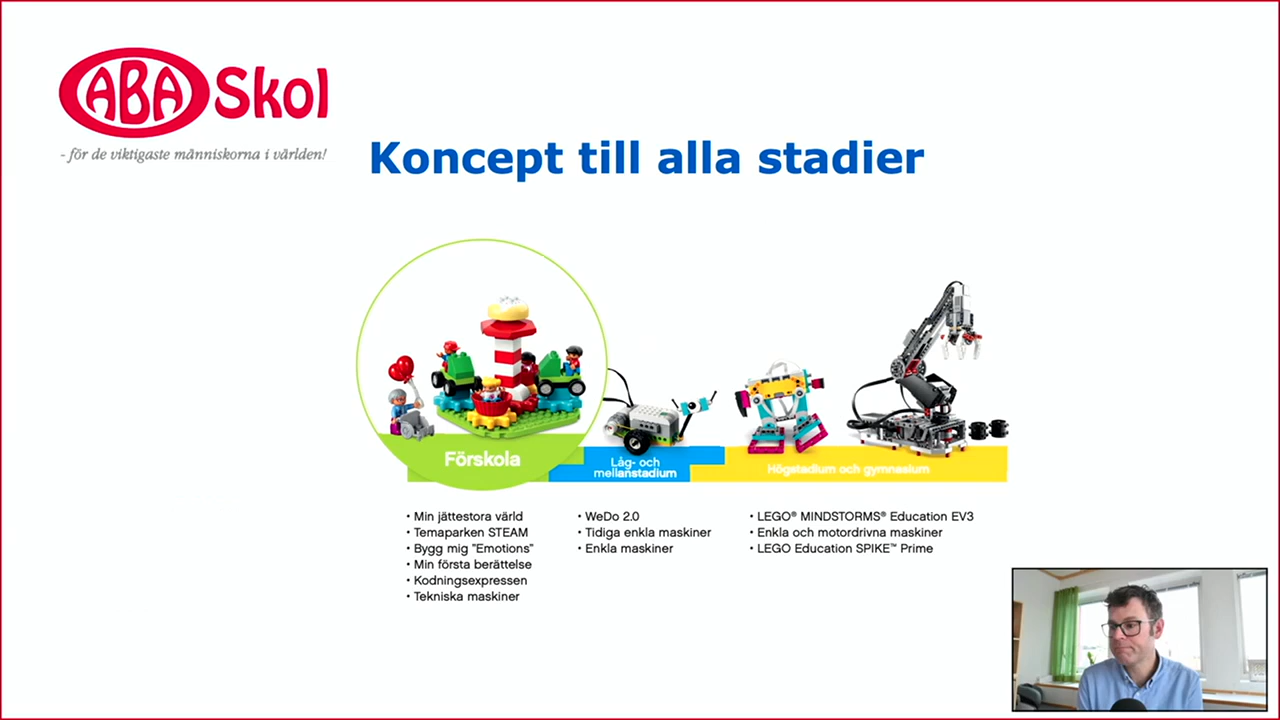 ABA Skol
- för de viktigaste människorna i världen!
Koncept till alla stadier
Förskola
Låg- och
mellanstadium
Högstadium och gymnasium
• Min jättestora värld
• Temaparken STEAM
• Bygg mig "Emotions"
• Min första berättelse
• Kodningsexpressen
• Tekniska maskiner
• WeDo 2.0
• Tidiga enkla maskiner
• Enkla maskiner
• LEGO® MINDSTORMS® Education EV3
• Enkla och motordrivna maskiner
• LEGO Education SPIKE™ Prime